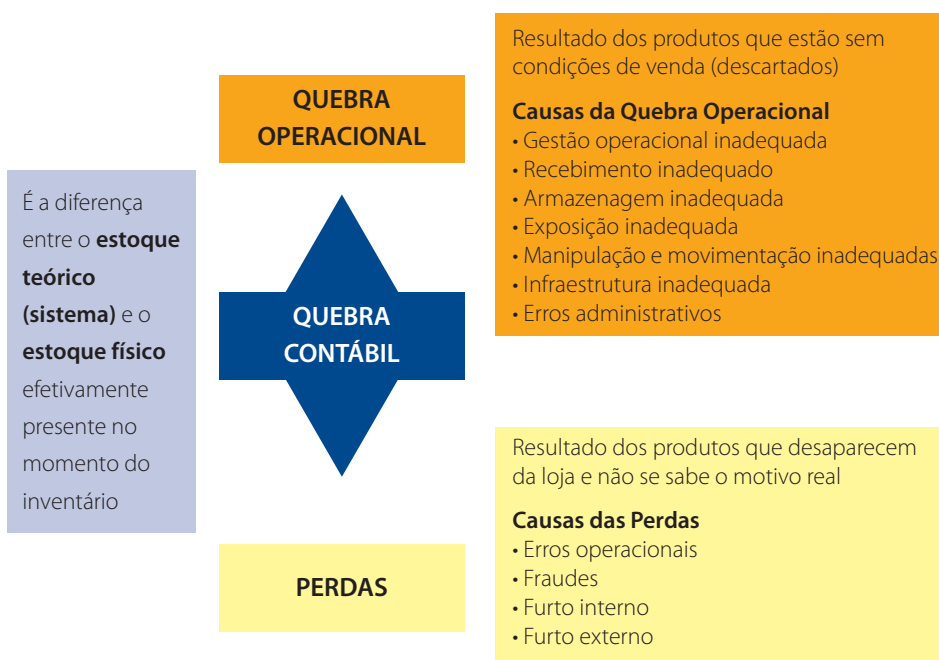 É a diferença
entre o estoque
teórico
(sistema) e o
estoque físico
efetivamente
presente no
momento do
inventário
QUEBRA
OPERACIONAL
QUEBRA
CONTÁBIL
PERDAS
Resultado dos produtos que estão sem
condições de venda (descartados)
Causas da Quebra Operacional
• Gestão operacional inadequada
• Recebimento inadequado
• Armazenagem inadequada
• Exposição inadequada
• Manipulação e movimentação inadequadas
• Infraestrutura inadequada
• Erros administrativos
Resultado dos produtos que desaparecem
da loja e não se sabe o motivo real
Causas das Perdas
• Erros operacionais
• Fraudes
• Furto interno
• Furto externo